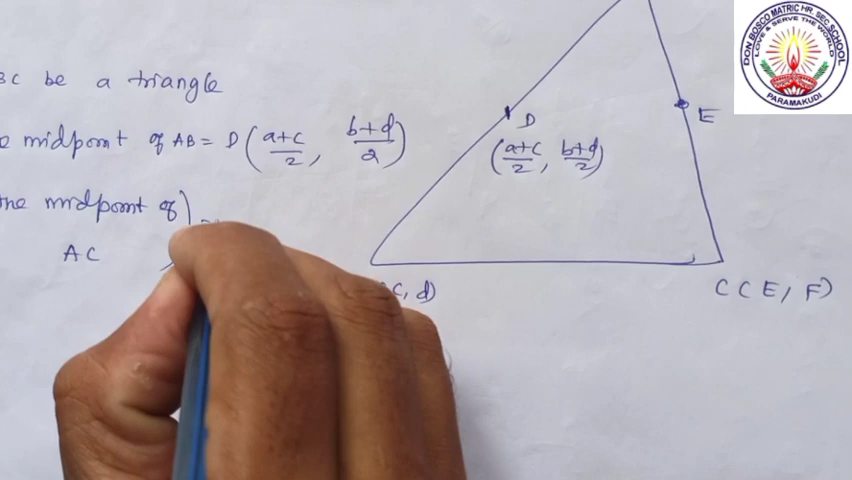 BC be a triangle
e midpoint of AB = D (a+c/2, b+d/2)
the midpoint of)
AC
D
(a+c/2, b+d/2)
E
C, d)
C (E, F)
DON BOSCO MATRIC HR. SEC. SCHOOL
LOVE & SERVE THE WORLD
PARAMAKUDI